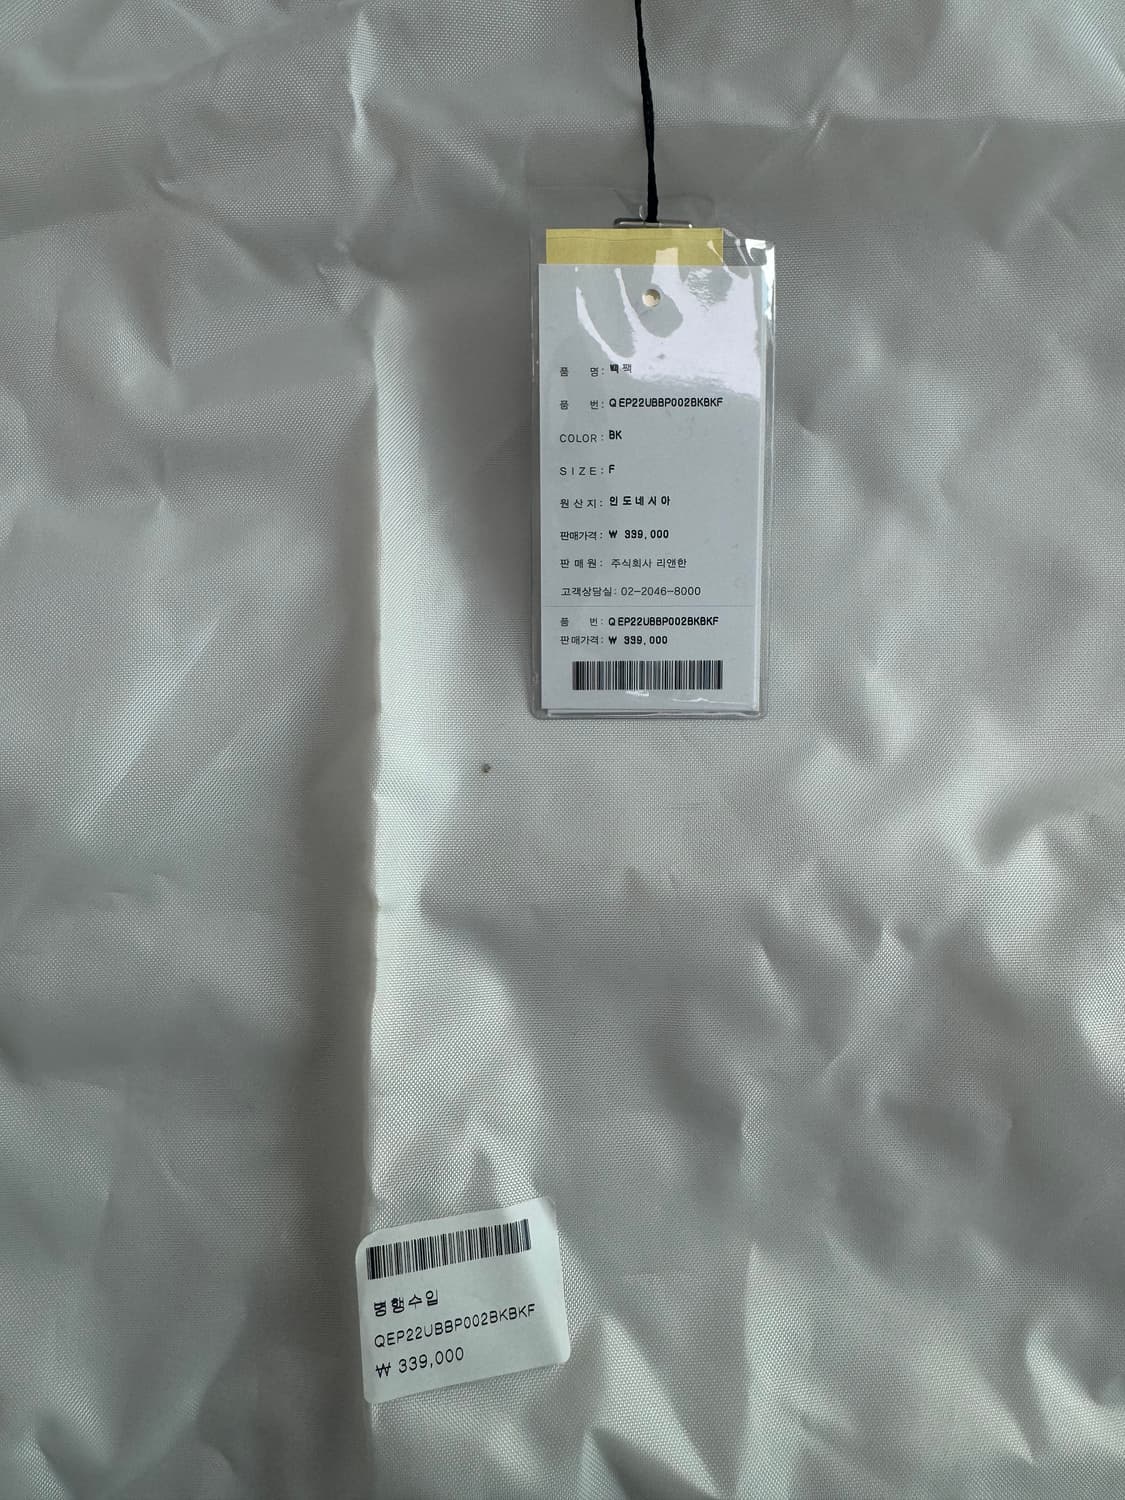 품 명: 백팩
품 번: QEP22UBBP002BKBKF
COLOR: BK
SIZE: F
원산지: 인도네시아
판매가격: ₩ 339,000
판매원: 주식회사 리앤한
고객상담실: 02-2046-8000
품 번: QEP22UBBP002BKBKF
판매가격: ₩ 339,000
병행수입
QEP22UBBP002BKBKF
₩ 339,000